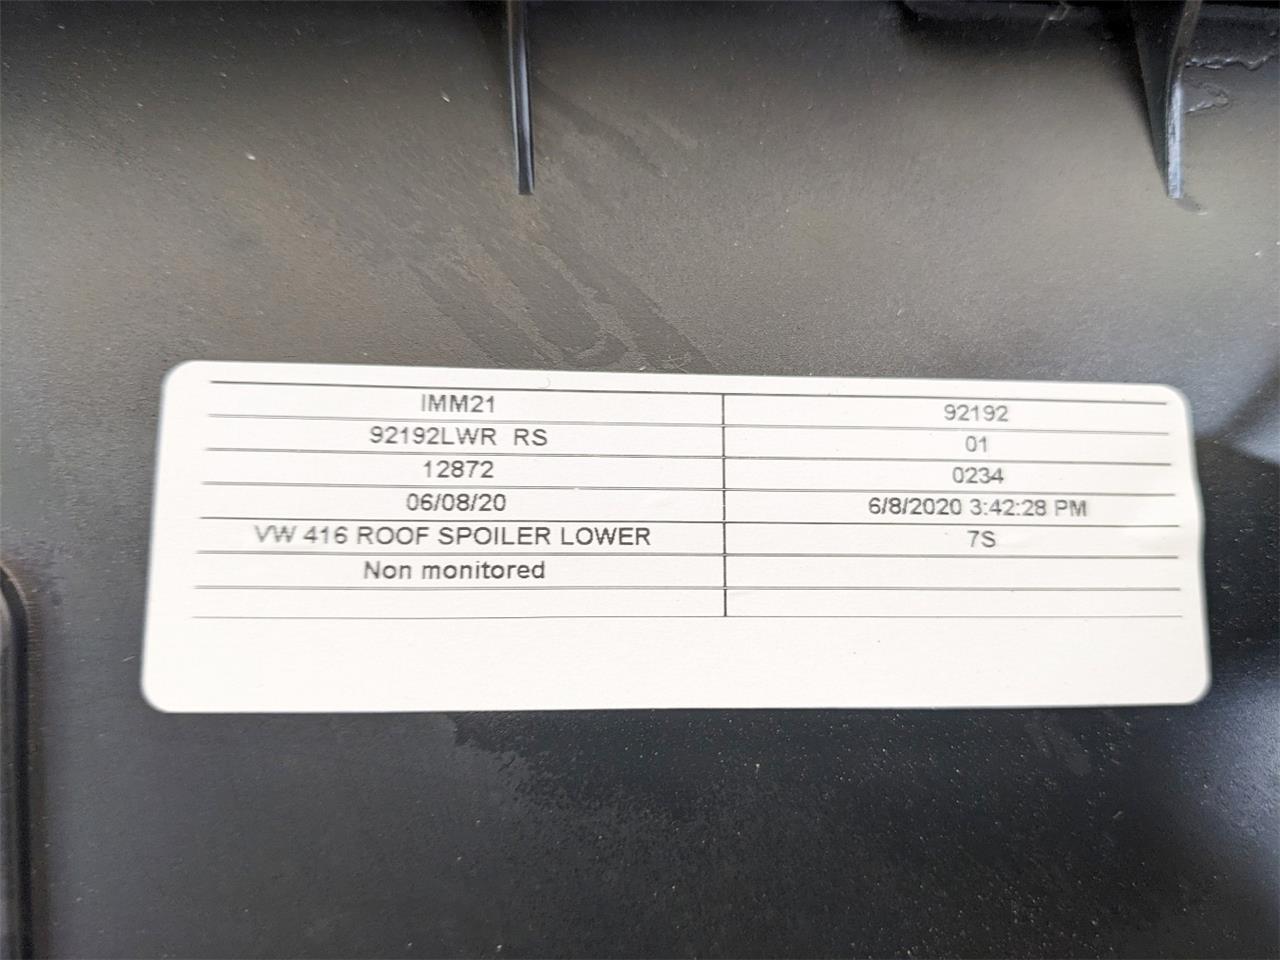 IMM21 92192
92192LWR RS 01
12872 0234
06/08/20 6/8/2020 3:42:28 PM
VW 416 ROOF SPOILER LOWER 7S
Non monitored